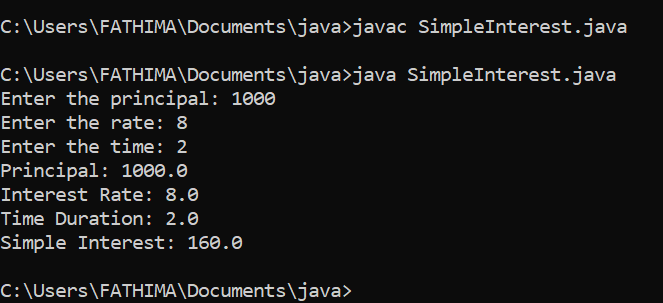 C:\Users\FATHIMA\Documents\java>javac SimpleInterest.java
C:\Users\FATHIMA\Documents\java>java SimpleInterest.java
Enter the principal: 1000
Enter the rate: 8
Enter the time: 2
Principal: 1000.0
Interest Rate: 8.0
Time Duration: 2.0
Simple Interest: 160.0
C:\Users\FATHIMA\Documents\java>